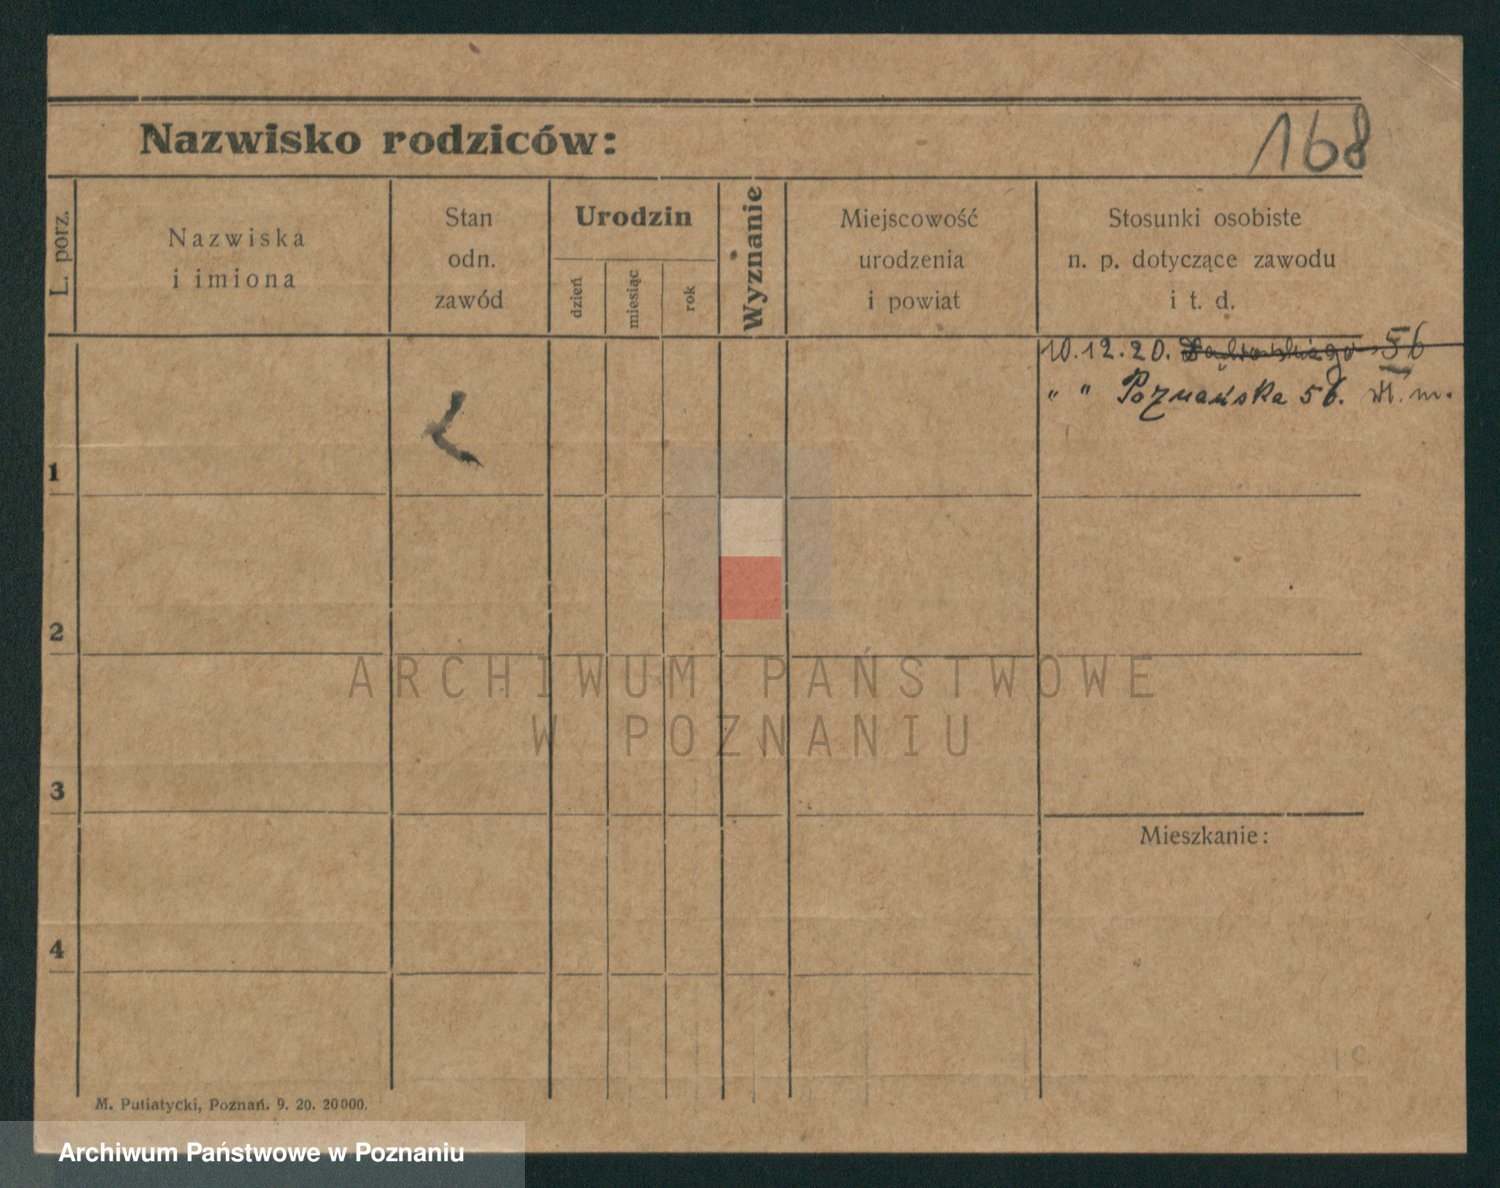 Nazwisko rodziców:
168
L. porz.
Nazwiska
i imiona
Stan
odn.
zawód
Urodzin
dzień
miesiąc
rok
Wyznanie
Miejscowość
urodzenia
i powiat
Stosunki osobiste
n. p. dotyczące zawodu
i t. d.
10.12.20. 56
" " Poznańska 56. m.
1
2
ARCHIWUM PAŃSTWOWE
W POZNANIU
3
Mieszkanie:
4
M. Putiatycki, Poznań. 9. 20. 20000.
Archiwum Państwowe w Poznaniu